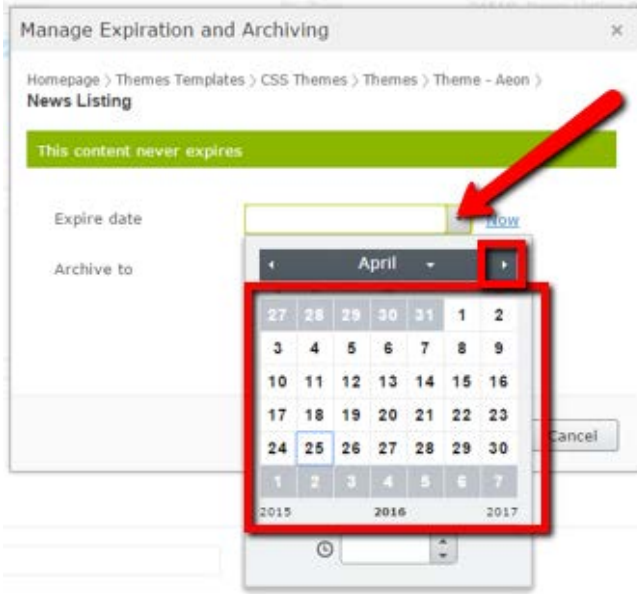 Manage Expiration and Archiving ×
Homepage > Themes Templates > CSS Themes > Themes > Theme - Aeon >
News Listing
This content never expires
Expire date
Now
Archive to
April
27 28 29 30 31 1 2
3 4 5 6 7 8 9
10 11 12 13 14 15 16
17 18 19 20 21 22 23
24 25 26 27 28 29 30
1 2 3 4 5 6 7
2015 2016 2017
Cancel